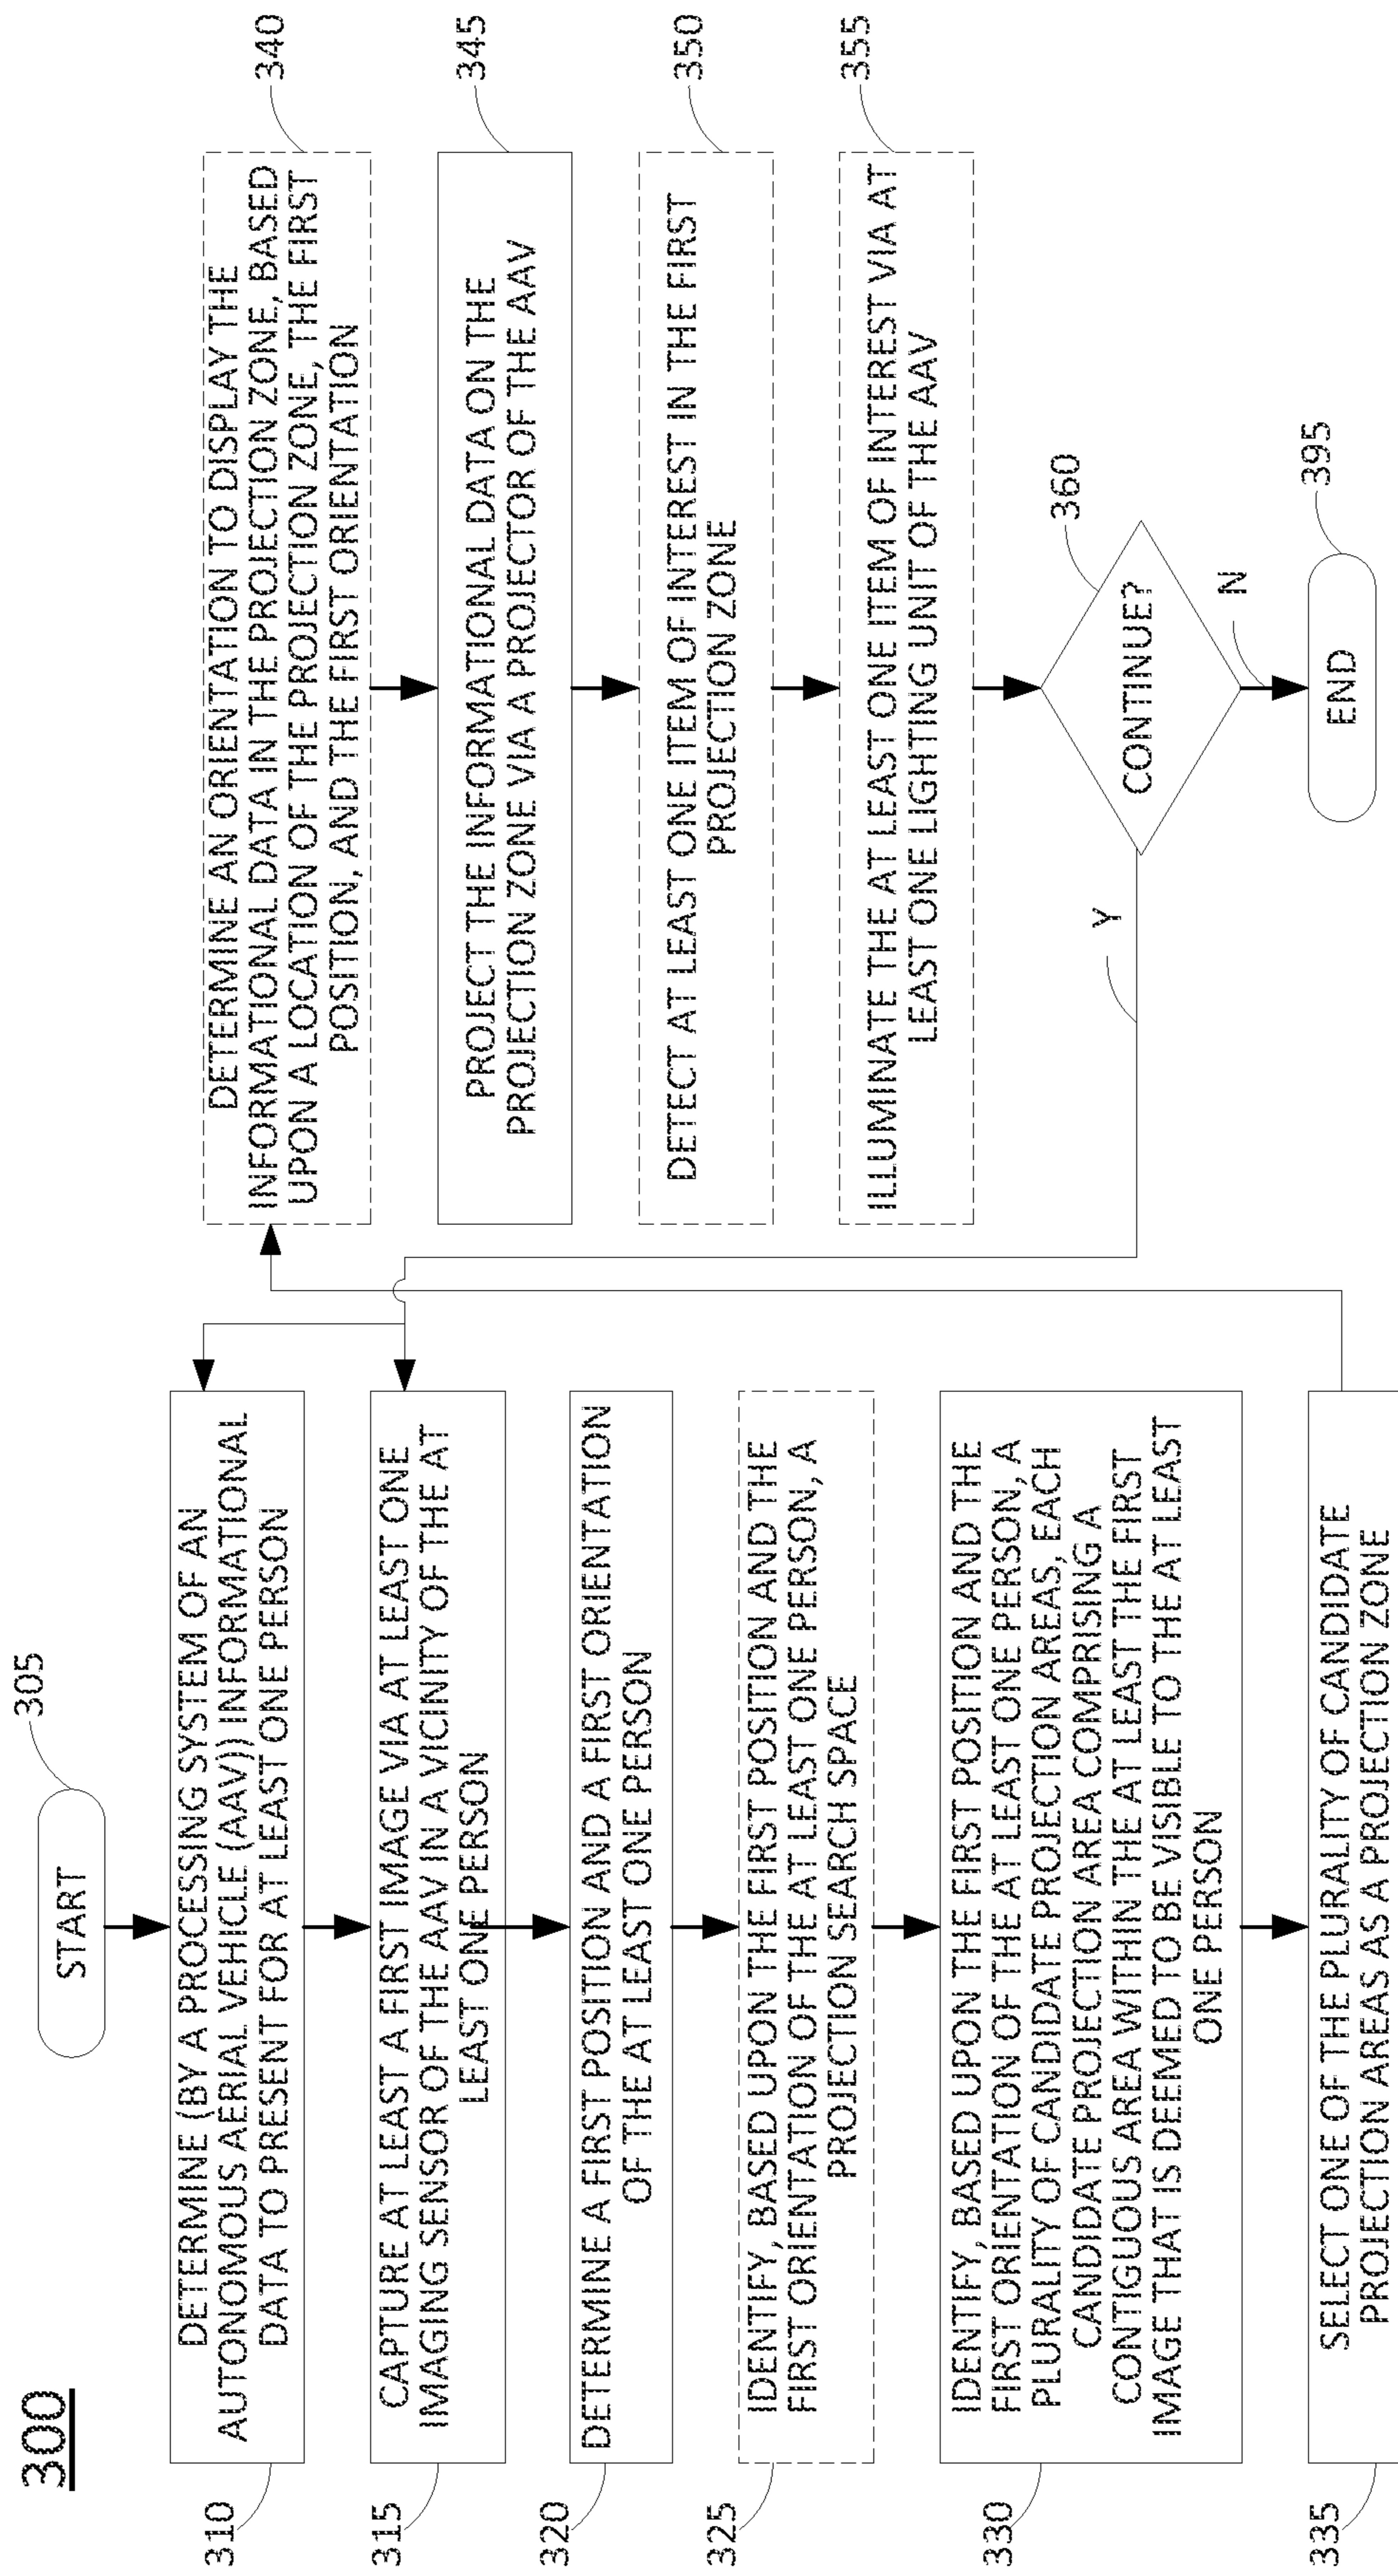 300
START
305
DETERMINE (BY A PROCESSING SYSTEM OF AN
AUTONOMOUS AERIAL VEHICLE (AAV)) INFORMATIONAL
DATA TO PRESENT FOR AT LEAST ONE PERSON
310
CAPTURE AT LEAST A FIRST IMAGE VIA AT LEAST ONE
IMAGING SENSOR OF THE AAV IN A VICINITY OF THE AT
LEAST ONE PERSON
315
DETERMINE A FIRST POSITION AND A FIRST ORIENTATION
OF THE AT LEAST ONE PERSON
320
IDENTIFY, BASED UPON THE FIRST POSITION AND THE
FIRST ORIENTATION OF THE AT LEAST ONE PERSON, A
PROJECTION SEARCH SPACE
325
IDENTIFY, BASED UPON THE FIRST POSITION AND THE
FIRST ORIENTATION OF THE AT LEAST ONE PERSON, A
PLURALITY OF CANDIDATE PROJECTION AREAS, EACH
CANDIDATE PROJECTION AREA COMPRISING A
CONTIGUOUS AREA WITHIN THE AT LEAST THE FIRST
IMAGE THAT IS DEEMED TO BE VISIBLE TO THE AT LEAST
ONE PERSON
330
SELECT ONE OF THE PLURALITY OF CANDIDATE
PROJECTION AREAS AS A PROJECTION ZONE
335
DETERMINE AN ORIENTATION TO DISPLAY THE
INFORMATIONAL DATA IN THE PROJECTION ZONE, BASED
UPON A LOCATION OF THE PROJECTION ZONE, THE FIRST
POSITION, AND THE FIRST ORIENTATION
340
PROJECT THE INFORMATIONAL DATA ON THE
PROJECTION ZONE VIA A PROJECTOR OF THE AAV
345
DETECT AT LEAST ONE ITEM OF INTEREST IN THE FIRST
PROJECTION ZONE
350
ILLUMINATE THE AT LEAST ONE ITEM OF INTEREST VIA AT
LEAST ONE LIGHTING UNIT OF THE AAV
355
CONTINUE?
360
Y
N
END
395